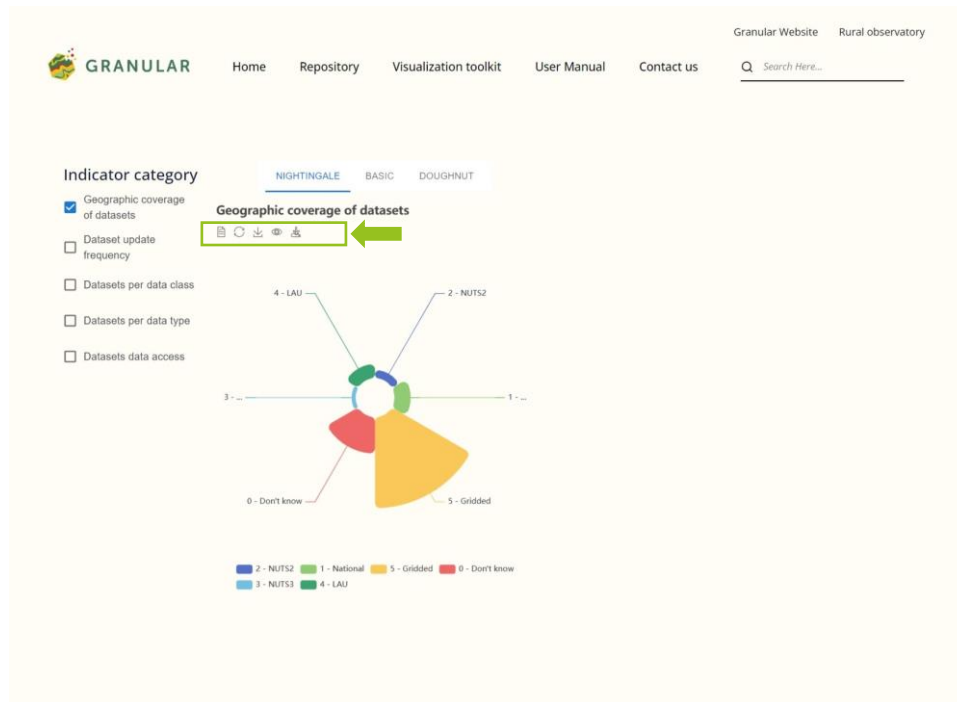 Granular Website Rural observatory
GRANULAR Home Repository Visualization toolkit User Manual Contact us Search Here...
Indicator category
NIGHTINGALE BASIC DOUGHNUT
Geographic coverage
of datasets
Geographic coverage of datasets
Dataset update
frequency
Datasets per data class
Datasets per data type
Datasets data access
4 - LAU
2 - NUTS2
3 - ...
1 - ...
0 - Don't know
5 - Gridded
2 - NUTS2 1 - National 5 - Gridded 0 - Don't know
3 - NUTS3 4 - LAU